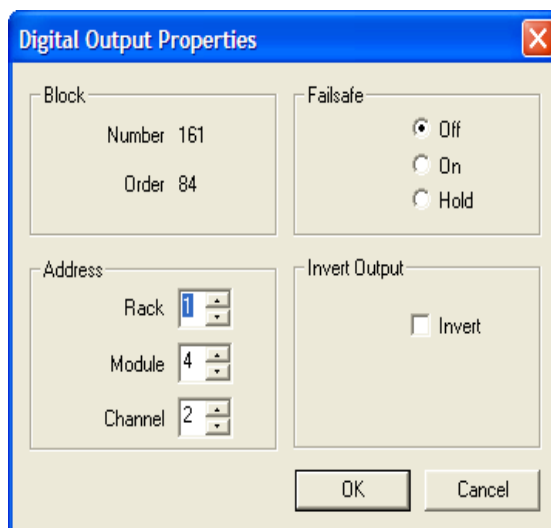 Digital Output Properties
Block
Number 161
Order 84
Failsafe
Off
On
Hold
Address
Rack 1
Module 4
Channel 2
Invert Output
Invert
OK
Cancel